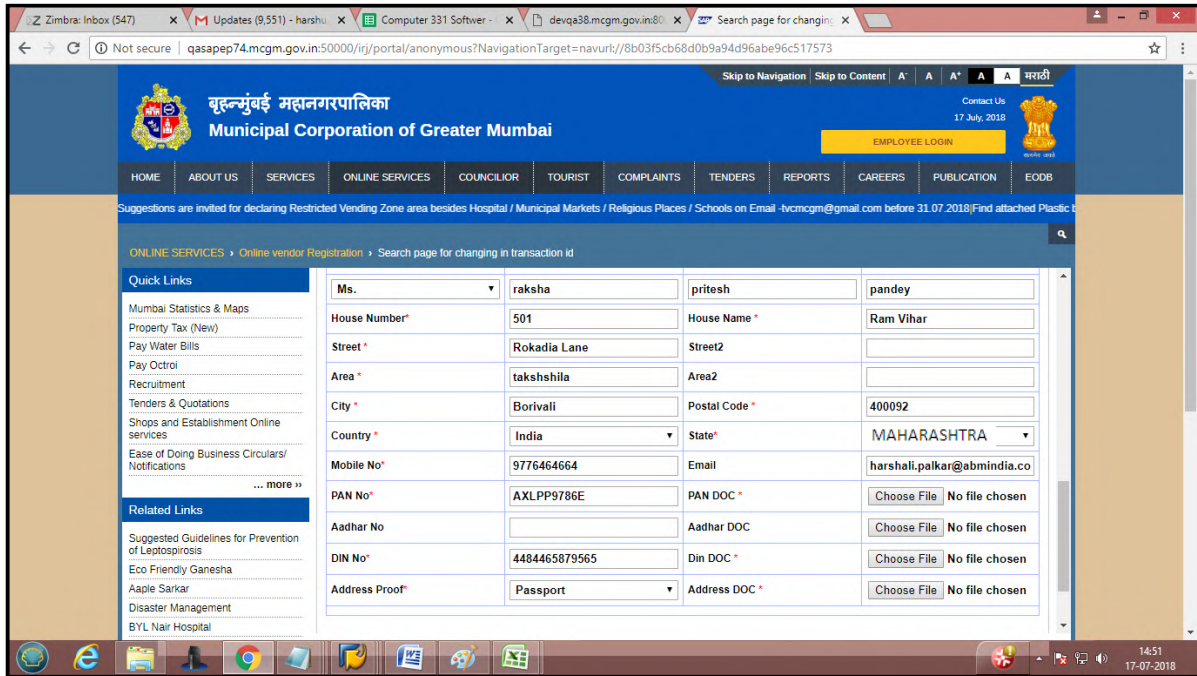 Zimbra: Inbox (547)
Updates (9,551) - harshu
Computer 331 Softwer -
devqa38.mcgm.gov.in:80
Search page for changing
Not secure | qasapep74.mcgm.gov.in:50000/irj/portal/anonymous?NavigationTarget=navurl://8b03f5cb68d0b9a94d96abe96c517573
Skip to Navigation Skip to Content A- A A+ A A मराठी
बृहन्मुंबई महानगरपालिका
Municipal Corporation of Greater Mumbai
Contact Us
17 July, 2018
EMPLOYEE LOGIN
सत्यमेव जयते
HOME ABOUT US SERVICES ONLINE SERVICES COUNCILIOR TOURIST COMPLAINTS TENDERS REPORTS CAREERS PUBLICATION EODB
Suggestions are invited for declaring Restricted Vending Zone area besides Hospital / Municipal Markets / Religious Places / Schools on Email -tvcmcgm@gmail.com before 31.07.2018|Find attached Plastic b
ONLINE SERVICES › Online vendor Registration › Search page for changing in transaction id
Quick Links
Mumbai Statistics & Maps
Property Tax (New)
Pay Water Bills
Pay Octroi
Recruitment
Tenders & Quotations
Shops and Establishment Online
services
Ease of Doing Business Circulars/
Notifications
... more ››
Related Links
Suggested Guidelines for Prevention
of Leptospirosis
Eco Friendly Ganesha
Aaple Sarkar
Disaster Management
BYL Nair Hospital
Ms. raksha pritesh pandey
House Number* 501 House Name * Ram Vihar
Street * Rokadia Lane Street2
Area * takshshila Area2
City * Borivali Postal Code * 400092
Country * India State* MAHARASHTRA
Mobile No* 9776464664 Email harshali.palkar@abmindia.co
PAN No* AXLPP9786E PAN DOC * Choose File No file chosen
Aadhar No Aadhar DOC Choose File No file chosen
DIN No* 4484465879565 Din DOC * Choose File No file chosen
Address Proof* Passport Address DOC * Choose File No file chosen
14:51
17-07-2018